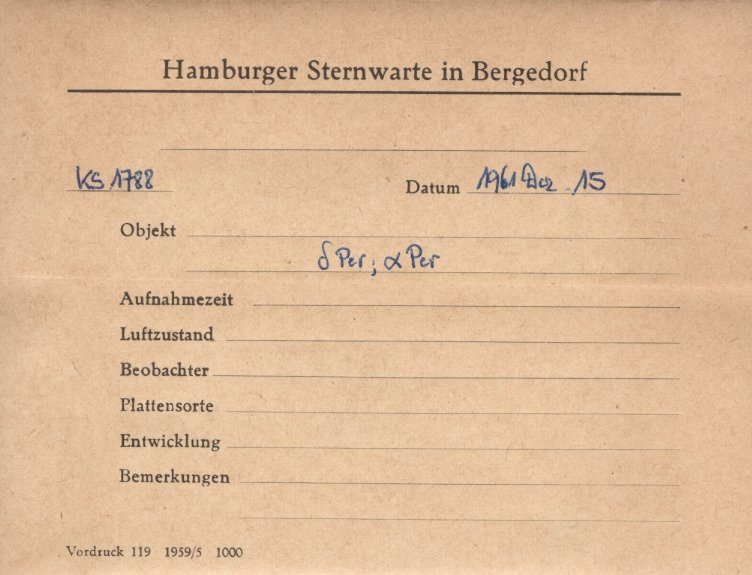 Hamburger Sternwarte in Bergedorf
KS 1788 Datum 1961 Dez. 15
Objekt
δ Per; α Per
Aufnahmezeit
Luftzustand
Beobachter
Plattensorte
Entwicklung
Bemerkungen
Vordruck 119 1959/5 1000